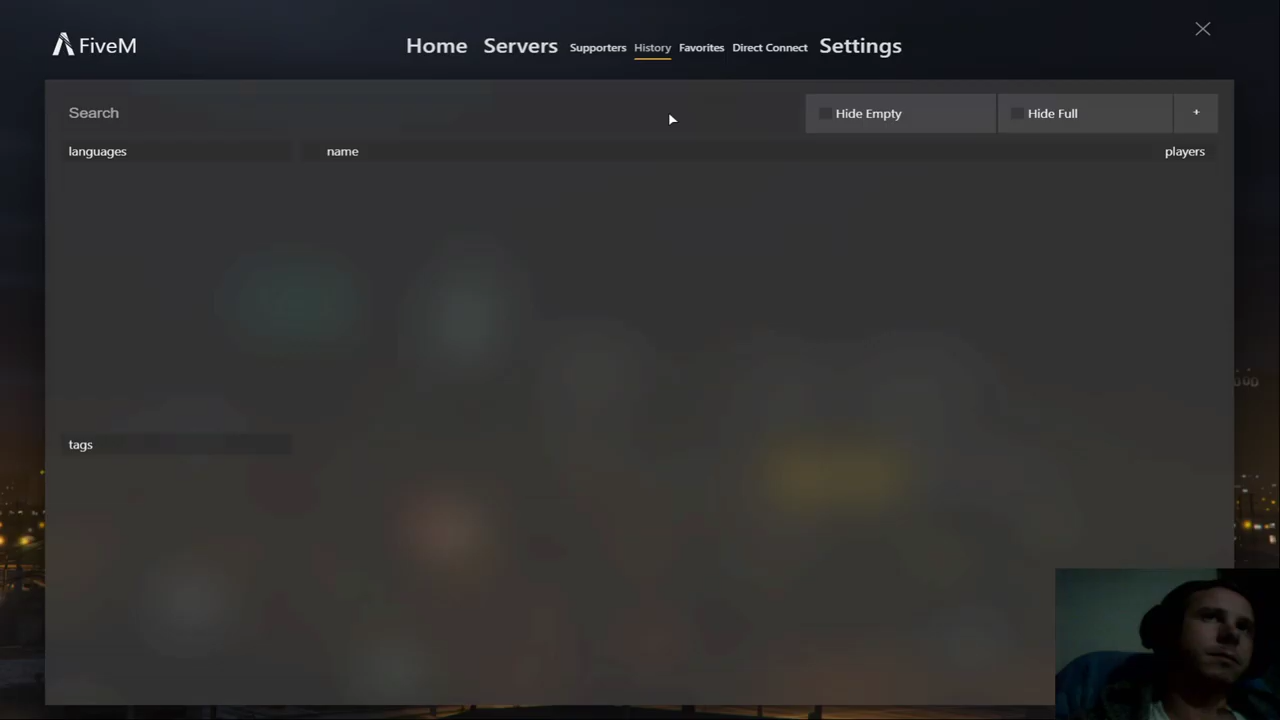 FiveM
Home Servers Supporters History Favorites Direct Connect Settings
Search
Hide Empty
Hide Full
+
languages
name
players
tags